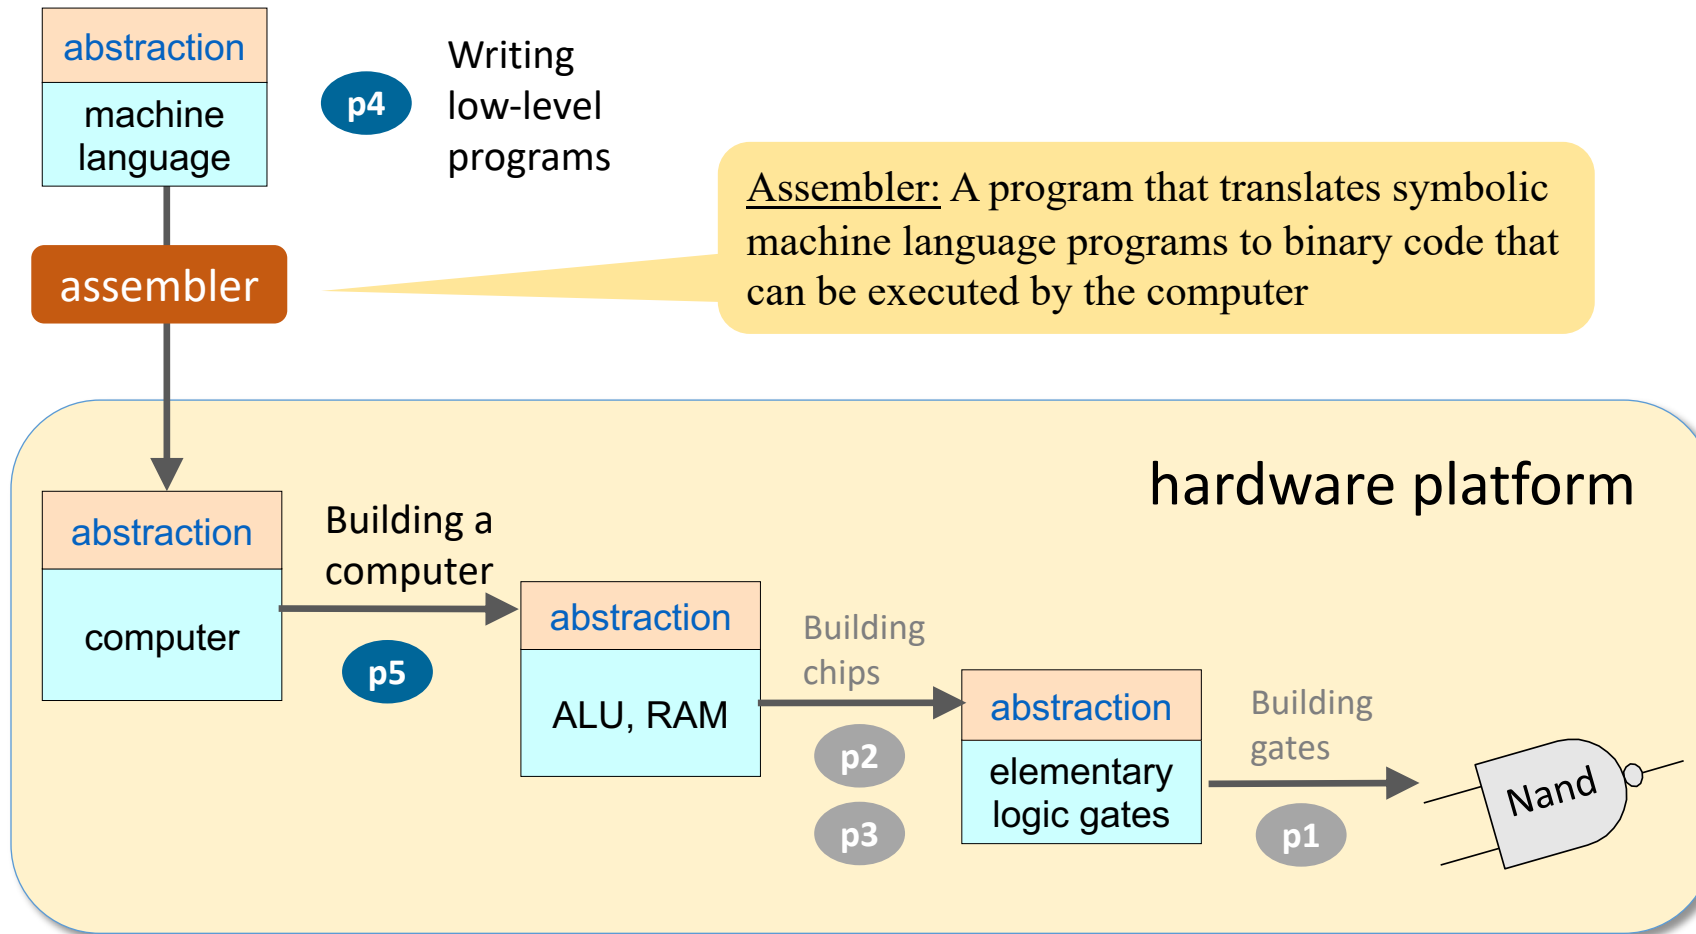 abstraction
machine
language
p4
Writing
low-level
programs
Assembler: A program that translates symbolic
machine language programs to binary code that
can be executed by the computer
assembler
hardware platform
abstraction
computer
Building a
computer
p5
abstraction
ALU, RAM
Building
chips
p2
p3
abstraction
elementary
logic gates
Building
gates
p1
Nand